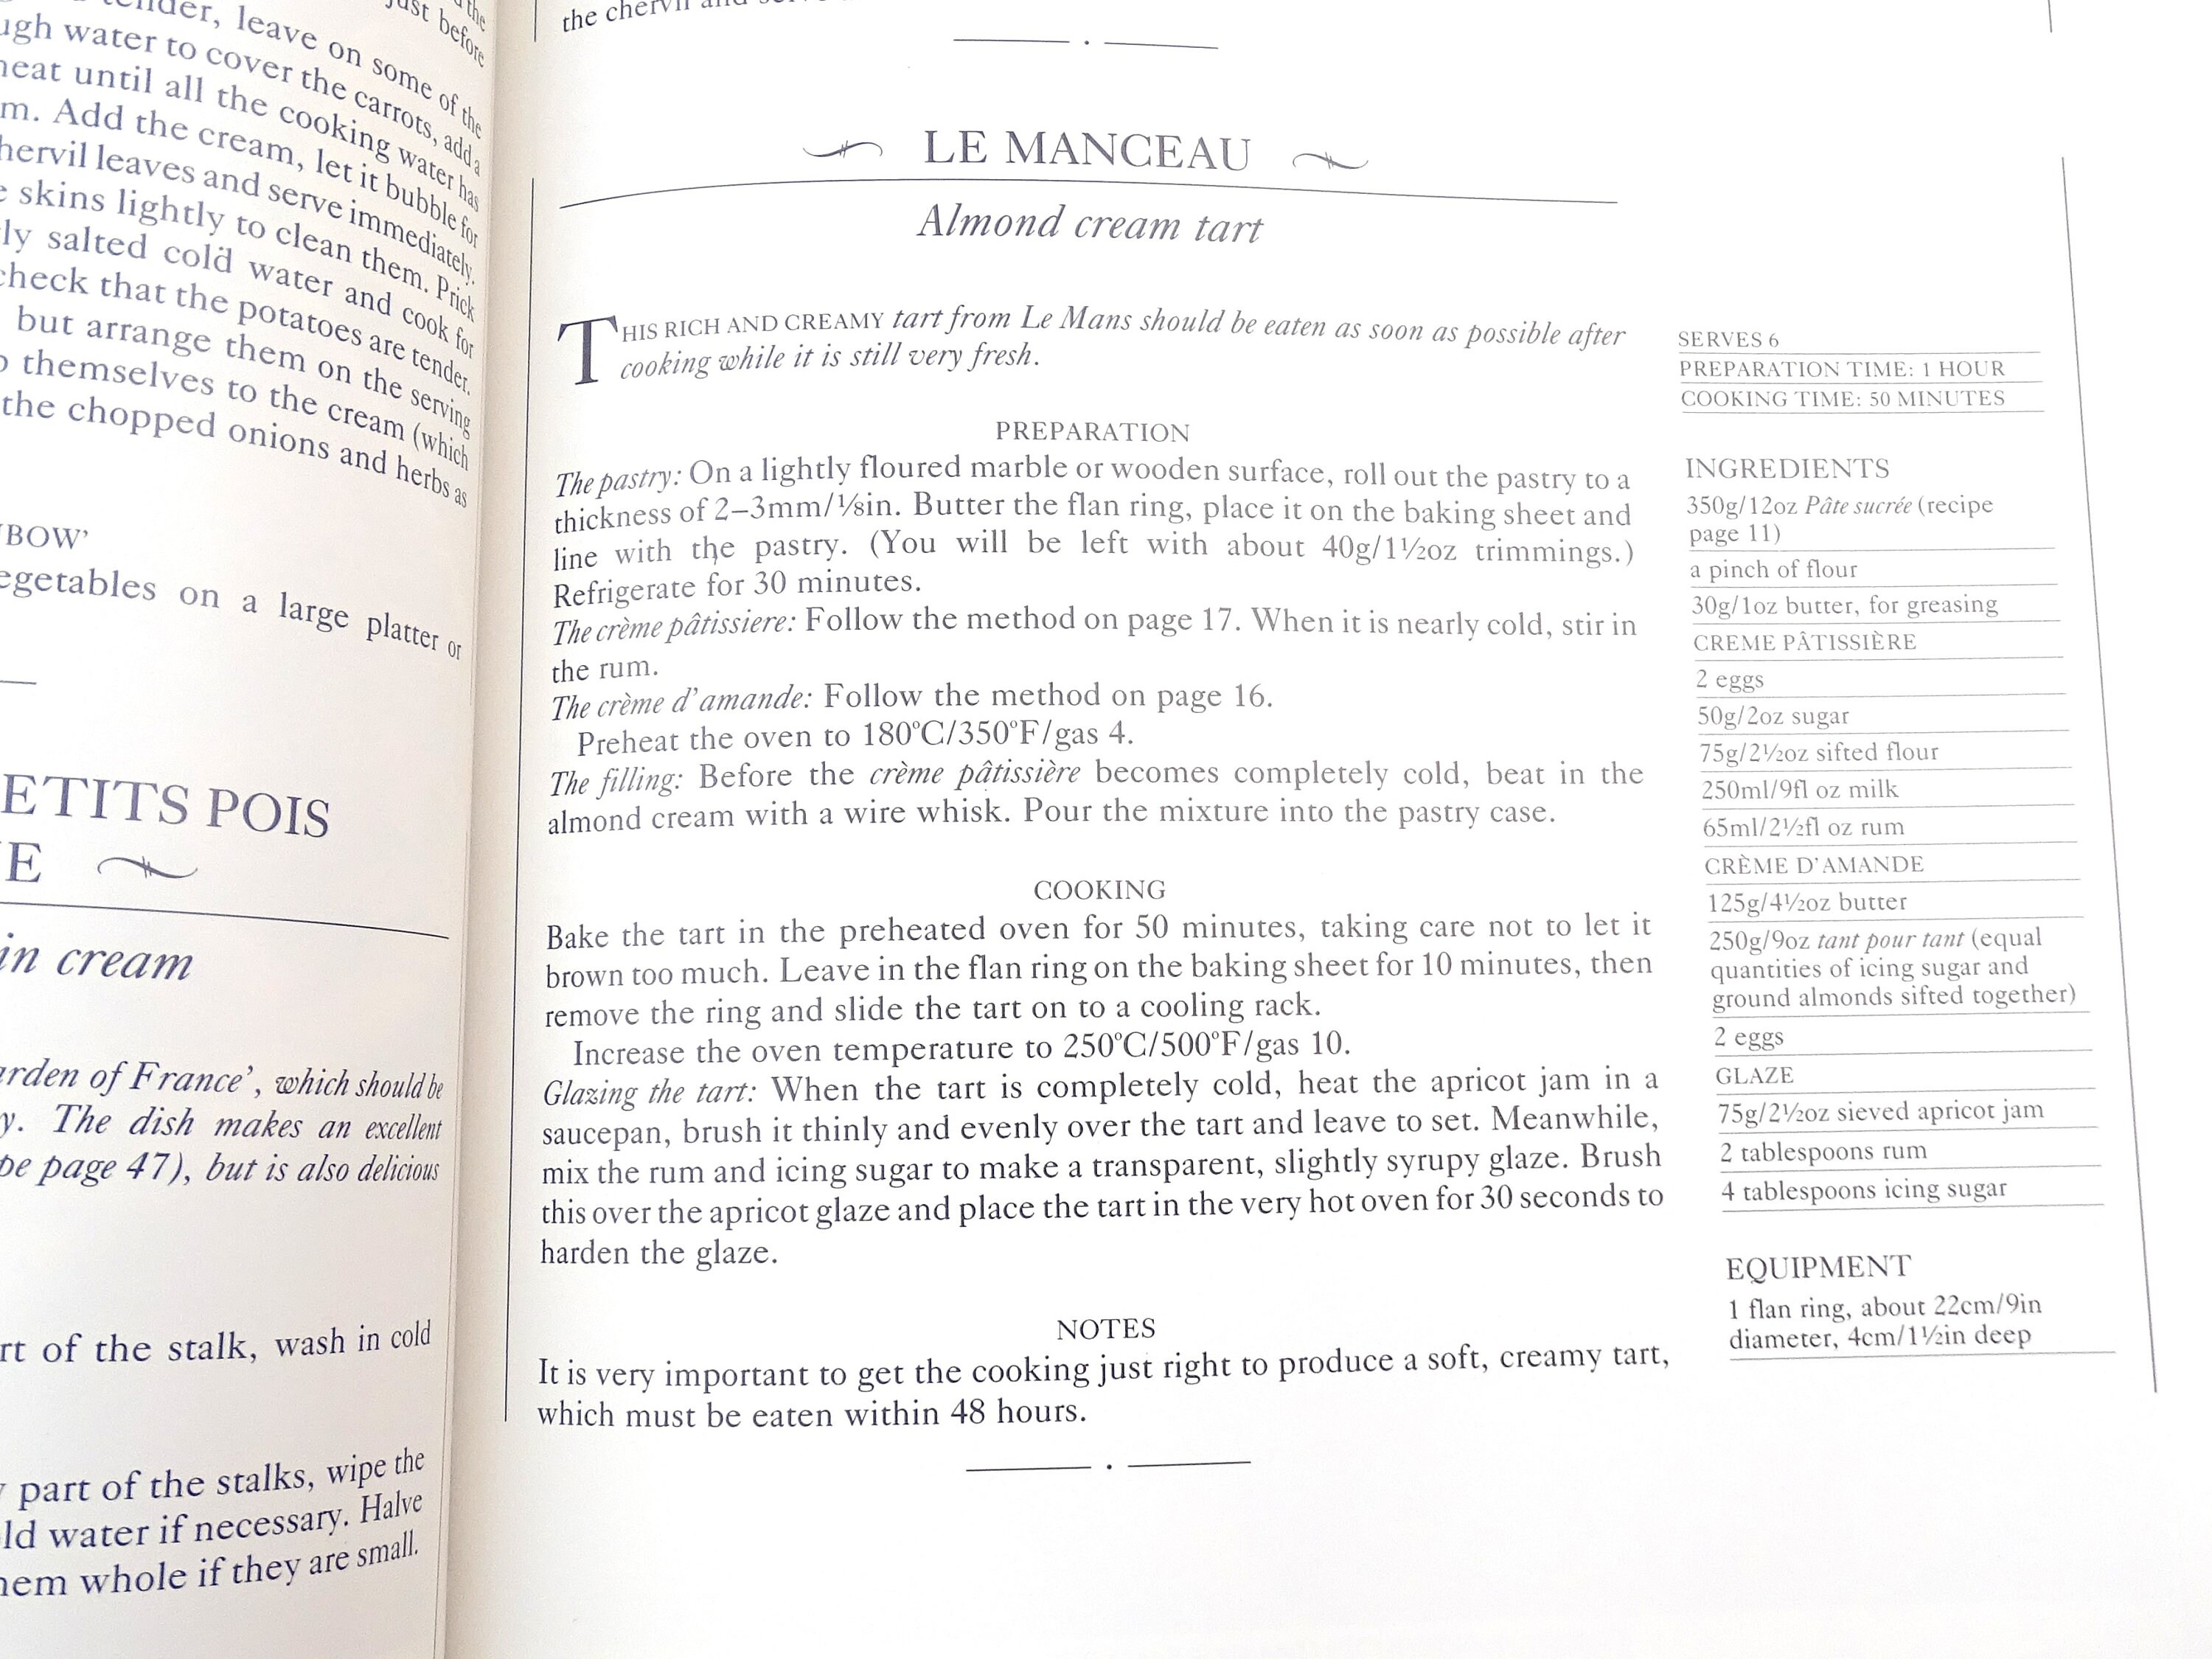 just before
tender, leave on some of the
ugh water to cover the carrots, add a
heat until all the cooking water has
m. Add the cream, let it bubble for
hervil leaves and serve immediately.
skins lightly to clean them. Prick
ly salted cold water and cook for
check that the potatoes are tender.
but arrange them on the serving
themselves to the cream (which
the chopped onions and herbs as
BOW’
egetables on a large platter or
ETITS POIS
E
in cream
arden of France’, which should be
y. The dish makes an excellent
pe page 47), but is also delicious
rt of the stalk, wash in cold
part of the stalks, wipe the
ld water if necessary. Halve
hem whole if they are small.
the chervil and
LE MANCEAU
Almond cream tart
THIS RICH AND CREAMY tart from Le Mans should be eaten as soon as possible after
cooking while it is still very fresh.
PREPARATION
The pastry: On a lightly floured marble or wooden surface, roll out the pastry to a
thickness of 2–3mm/⅛in. Butter the flan ring, place it on the baking sheet and
line with the pastry. (You will be left with about 40g/1½oz trimmings.)
Refrigerate for 30 minutes.
The crème pâtissiere: Follow the method on page 17. When it is nearly cold, stir in
the rum.
The crème d’amande: Follow the method on page 16.
Preheat the oven to 180°C/350°F/gas 4.
The filling: Before the crème pâtissière becomes completely cold, beat in the
almond cream with a wire whisk. Pour the mixture into the pastry case.
COOKING
Bake the tart in the preheated oven for 50 minutes, taking care not to let it
brown too much. Leave in the flan ring on the baking sheet for 10 minutes, then
remove the ring and slide the tart on to a cooling rack.
Increase the oven temperature to 250°C/500°F/gas 10.
Glazing the tart: When the tart is completely cold, heat the apricot jam in a
saucepan, brush it thinly and evenly over the tart and leave to set. Meanwhile,
mix the rum and icing sugar to make a transparent, slightly syrupy glaze. Brush
this over the apricot glaze and place the tart in the very hot oven for 30 seconds to
harden the glaze.
NOTES
It is very important to get the cooking just right to produce a soft, creamy tart,
which must be eaten within 48 hours.
SERVES 6
PREPARATION TIME: 1 HOUR
COOKING TIME: 50 MINUTES
INGREDIENTS
350g/12oz Pâte sucrée (recipe
page 11)
a pinch of flour
30g/1oz butter, for greasing
CREME PÂTISSIÈRE
2 eggs
50g/2oz sugar
75g/2½oz sifted flour
250ml/9fl oz milk
65ml/2½fl oz rum
CRÈME D’AMANDE
125g/4½oz butter
250g/9oz tant pour tant (equal
quantities of icing sugar and
ground almonds sifted together)
2 eggs
GLAZE
75g/2½oz sieved apricot jam
2 tablespoons rum
4 tablespoons icing sugar
EQUIPMENT
1 flan ring, about 22cm/9in
diameter, 4cm/1½in deep